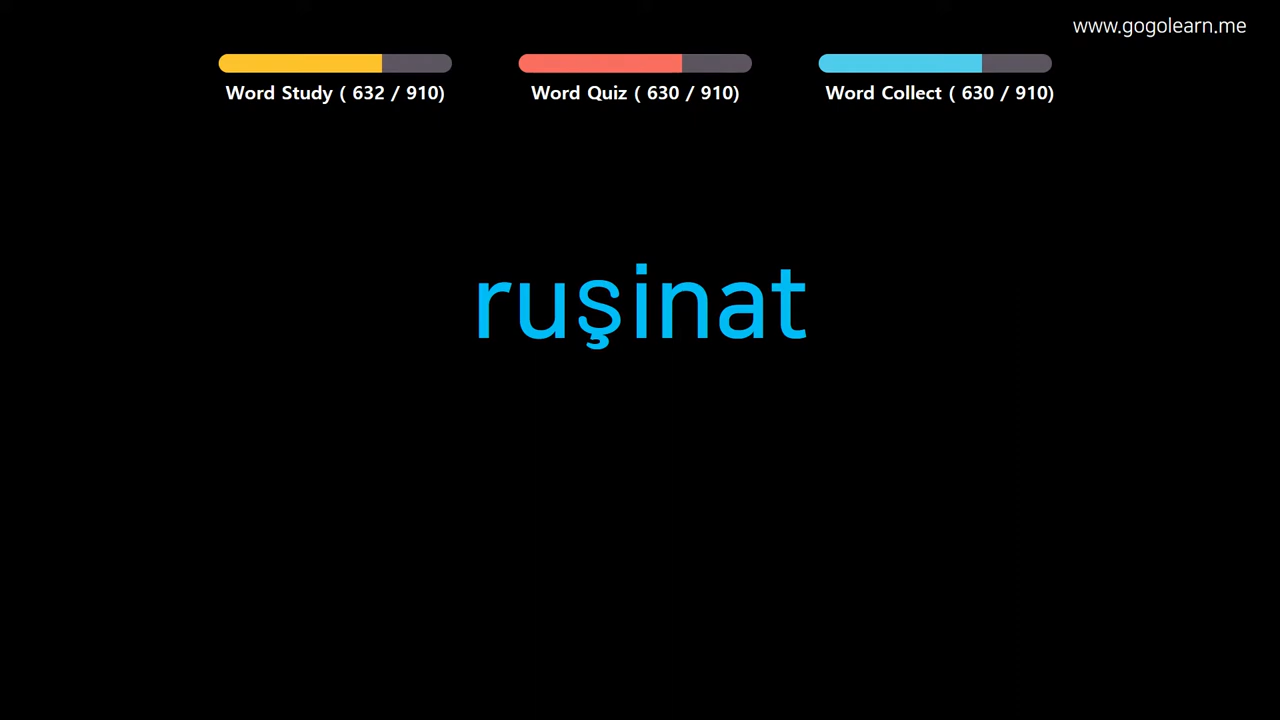 www.gogolearn.me
Word Study ( 632 / 910)
Word Quiz ( 630 / 910)
Word Collect ( 630 / 910)
ruşinat